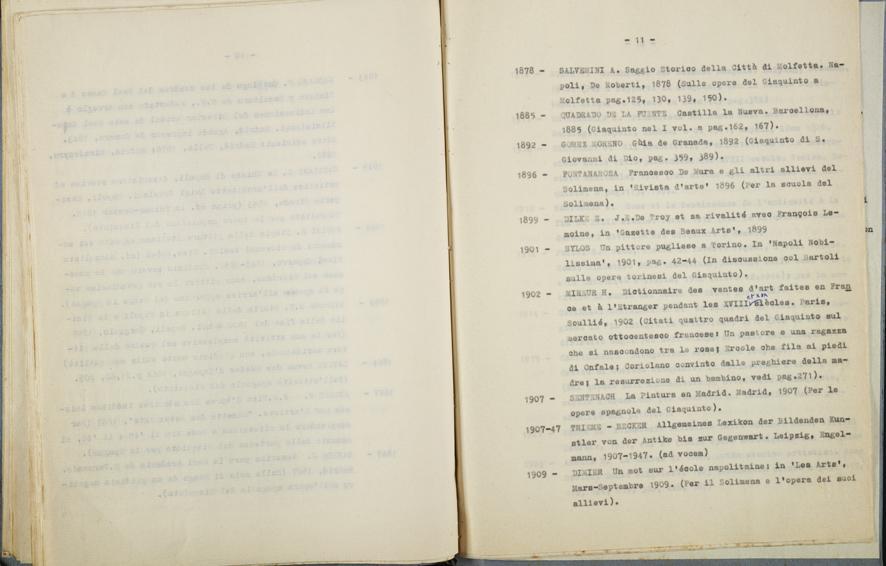 - 11 -
1878 - SALVEMINI A. Saggio Storico della Città di Molfetta. Na-
poli, De Roberti, 1878 (Sulle opere del Giaquinto a
Molfetta pag.125, 130, 139, 150).
1885 - QUADRADO DE LA FUENTE Castilla la Nueva. Barcellona,
1885 (Giaquinto nel I vol. a pag.162, 167).
1892 - GOMEZ MORENO Gùia de Granada, 1892 (Giaquinto di S.
Giovanni di Dio, pag. 359, 389).
1896 - FONTANAROSA Francesco De Mura e gli altri allievi del
Solimena, in 'Rivista d'arte' 1896 (Per la scuola del
Solimena).
1899 - DILKE E. J.E.De Troy et sa rivalité avec François Le-
moine, in 'Gazette des Beaux Arts', 1899
1901 - SYLOS Un pittore pugliese a Torino. In 'Napoli Nobi-
lissima', 1901, pag. 42-44 (In discussione col Bartoli
sulle opere torinesi del Giaquinto).
1902 - MIREUR H. Dictionnaire des ventes d'art faites en Fran
ce et à l'Etranger pendant les XVIII siècles. Paris,
Soullié, 1902 (Citati quattro quadri del Giaquinto sul
mercato ottocentesco francese: Un pastore e una ragazza
che si nascondono tra le rose; Ercole che fila ai piedi
di Onfale; Coriolano convinto dalle preghiere della ma-
dre; la resurrezione di un bambino, vedi pag.271).
1907 - SENTENACH La Pintura en Madrid. Madrid, 1907 (Per le
opere spagnole del Giaquinto).
1907-47 THIEME - BECKER Allgemeines Lexikon der Bildenden Kun-
stler von der Antike bis zur Gegenwart. Leipzig, Engel-
mann, 1907-1947. (ad vocem)
1909 - DIMIER Un mot sur l'école napolitaine: in 'Les Arts',
Mars-Septembre 1909. (Per il Solimena e l'opera dei suoi
allievi).